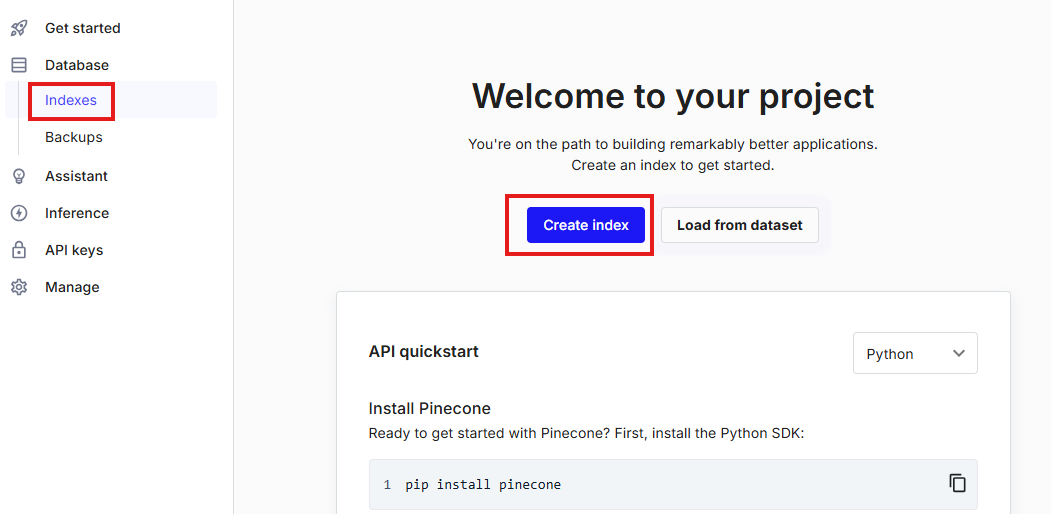 Get started
Database
Indexes
Backups
Assistant
Inference
API keys
Manage
Welcome to your project
You're on the path to building remarkably better applications.
Create an index to get started.
Create index
Load from dataset
API quickstart
Python
Install Pinecone
Ready to get started with Pinecone? First, install the Python SDK:
1 pip install pinecone